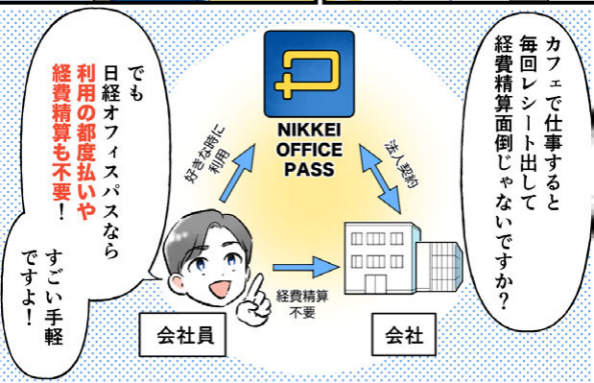 カフェで仕事すると
毎回レシート出して
経費精算面倒じゃないですか？
NIKKEI
OFFICE
PASS
好きな時に
利用
法人契約
経費精算
不要
会社員
会社
でも
日経オフィスパスなら
利用の都度払いや
経費精算も不要！
すごい手軽
ですよ！